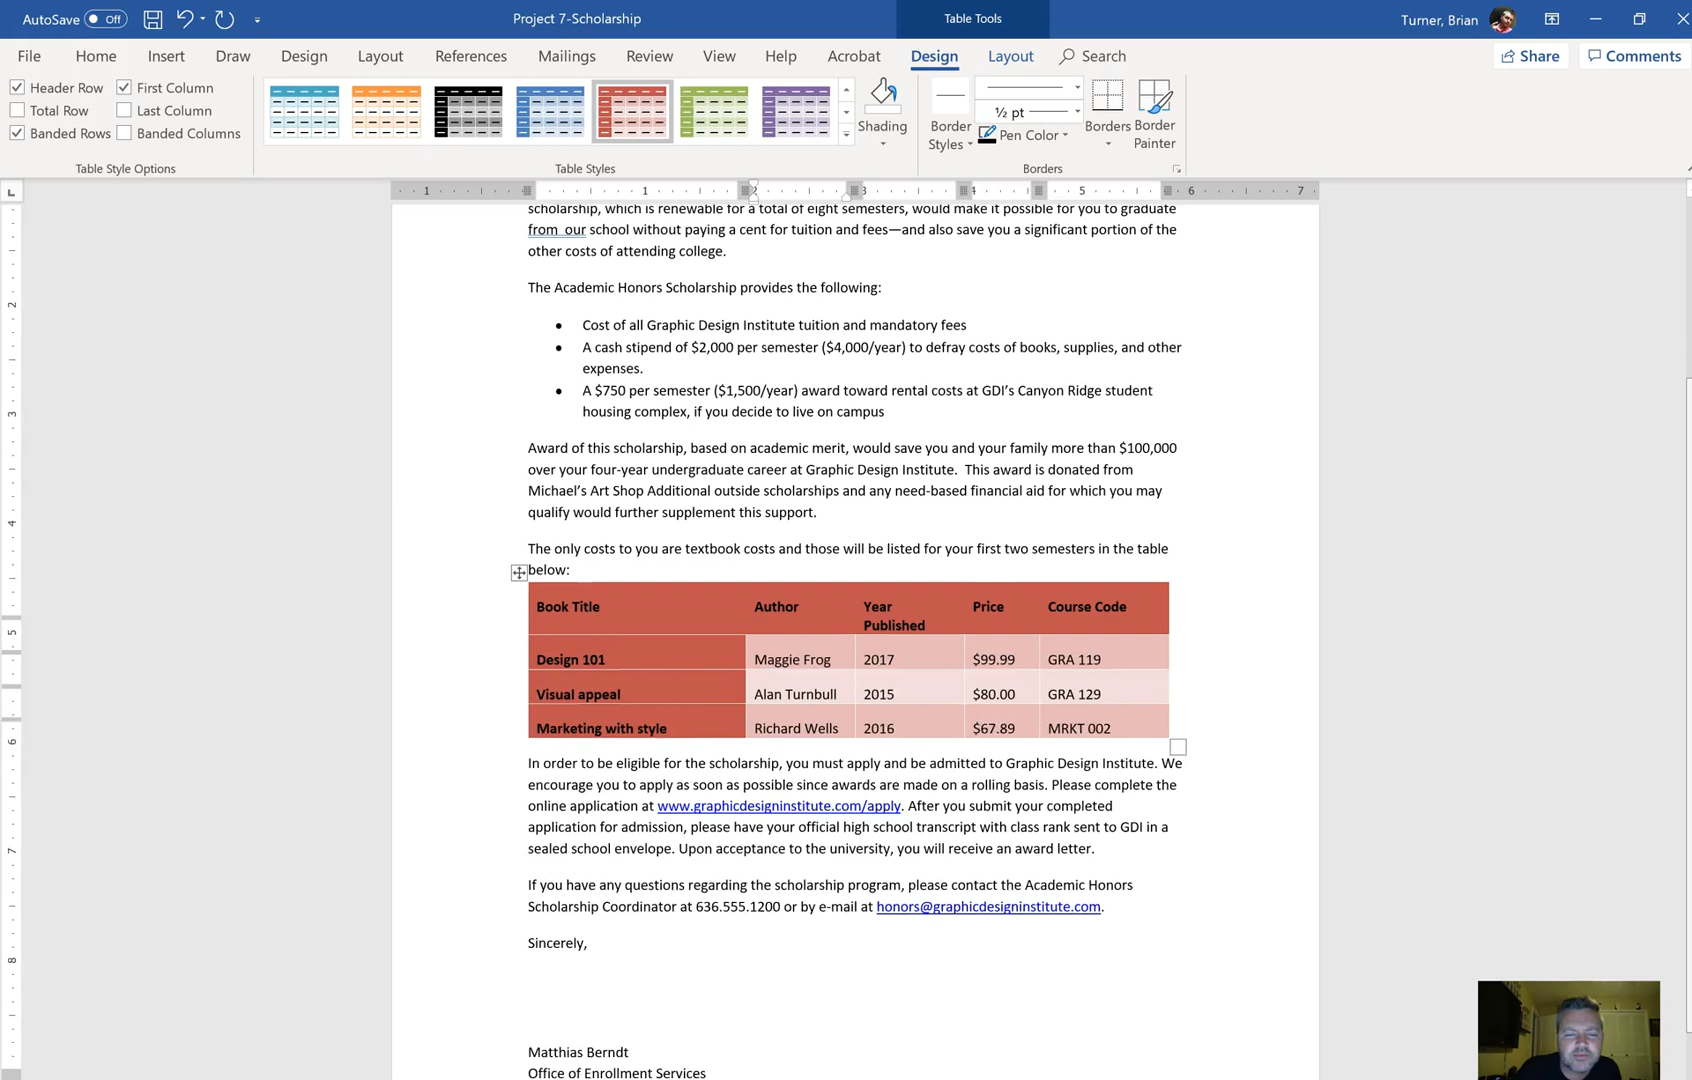 AutoSave Off Project 7-Scholarship Table Tools Turner, Brian
File Home Insert Draw Design Layout References Mailings Review View Help Acrobat Design Layout Search Share Comments
Header Row First Column
Total Row Last Column
Banded Rows Banded Columns
Table Style Options
Table Styles
Shading
Border Styles
½ pt
Pen Color
Borders
Border Painter
Borders
1 1 2 3 4 5 6 7
scholarship, which is renewable for a total of eight semesters, would make it possible for you to graduate
from our school without paying a cent for tuition and fees—and also save you a significant portion of the
other costs of attending college.
The Academic Honors Scholarship provides the following:
• Cost of all Graphic Design Institute tuition and mandatory fees
• A cash stipend of $2,000 per semester ($4,000/year) to defray costs of books, supplies, and other
expenses.
• A $750 per semester ($1,500/year) award toward rental costs at GDI's Canyon Ridge student
housing complex, if you decide to live on campus
Award of this scholarship, based on academic merit, would save you and your family more than $100,000
over your four-year undergraduate career at Graphic Design Institute. This award is donated from
Michael's Art Shop Additional outside scholarships and any need-based financial aid for which you may
qualify would further supplement this support.
The only costs to you are textbook costs and those will be listed for your first two semesters in the table
below:
Book Title Author Year Price Course Code
Published
Design 101 Maggie Frog 2017 $99.99 GRA 119
Visual appeal Alan Turnbull 2015 $80.00 GRA 129
Marketing with style Richard Wells 2016 $67.89 MRKT 002
In order to be eligible for the scholarship, you must apply and be admitted to Graphic Design Institute. We
encourage you to apply as soon as possible since awards are made on a rolling basis. Please complete the
online application at www.graphicdesigninstitute.com/apply. After you submit your completed
application for admission, please have your official high school transcript with class rank sent to GDI in a
sealed school envelope. Upon acceptance to the university, you will receive an award letter.
If you have any questions regarding the scholarship program, please contact the Academic Honors
Scholarship Coordinator at 636.555.1200 or by e-mail at honors@graphicdesigninstitute.com.
Sincerely,
Matthias Berndt
Office of Enrollment Services
2
3
4
5
6
7
8